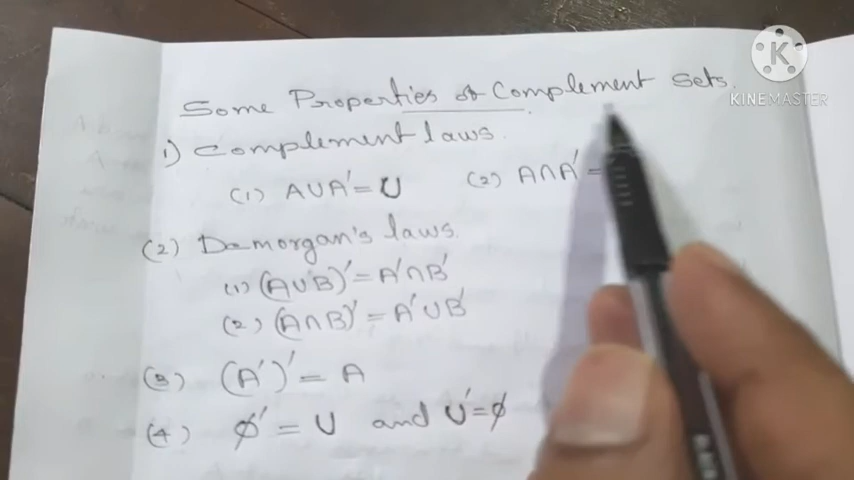 Some Properties of Complement Sets.
1) Complement laws.
(1) A∪A′ = U (2) A∩A′ =
(2) Demorgan's laws.
(1) (A∪B)′ = A′∩B′
(2) (A∩B)′ = A′∪B′
(3) (A′)′ = A
(4) ϕ′ = U and U′=ϕ
K
KINEMASTER